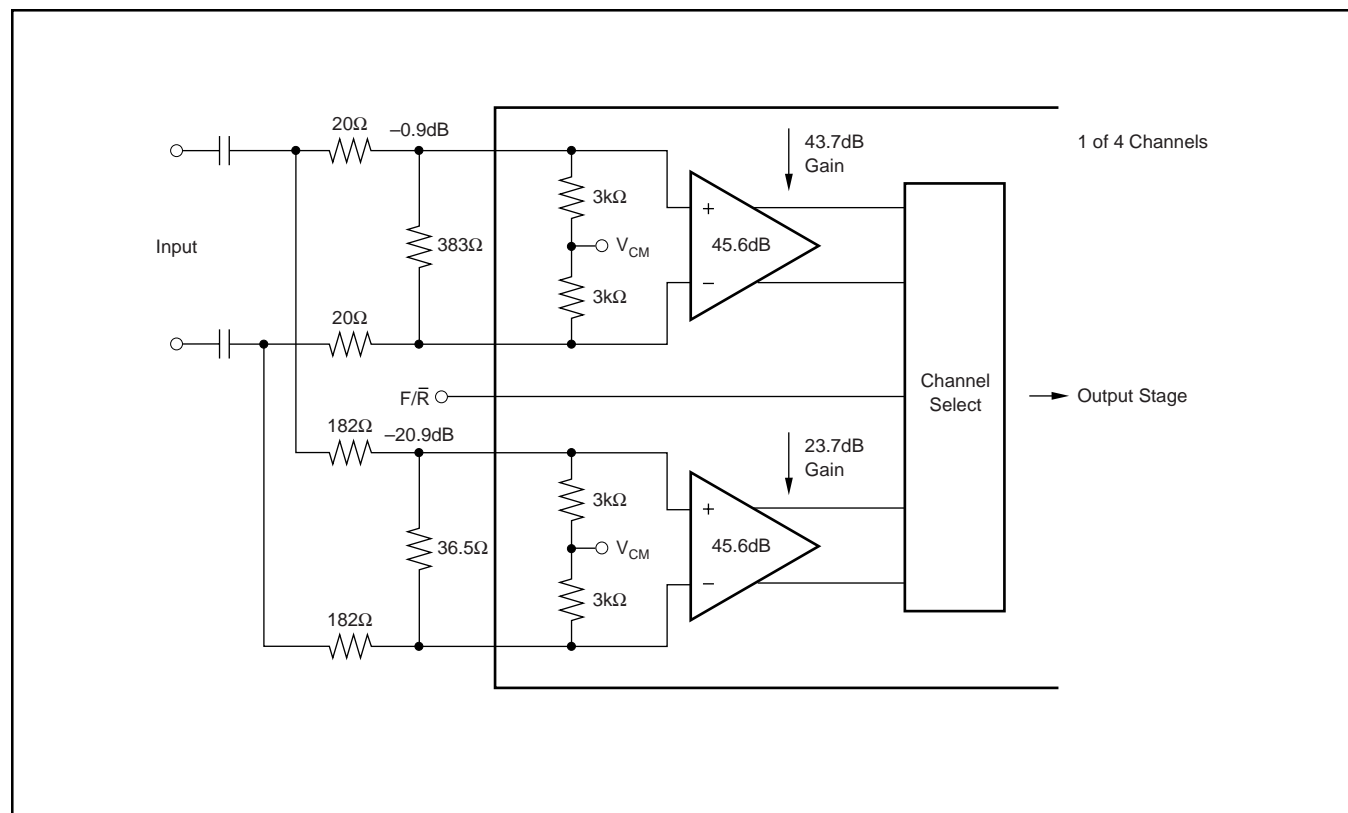 20Ω
–0.9dB
43.7dB
Gain
1 of 4 Channels
3kΩ
+
Input
383Ω
V_CM
45.6dB
3kΩ
–
20Ω
F/R̅
Channel
Select
Output Stage
182Ω
–20.9dB
23.7dB
Gain
3kΩ
+
36.5Ω
V_CM
45.6dB
3kΩ
–
182Ω